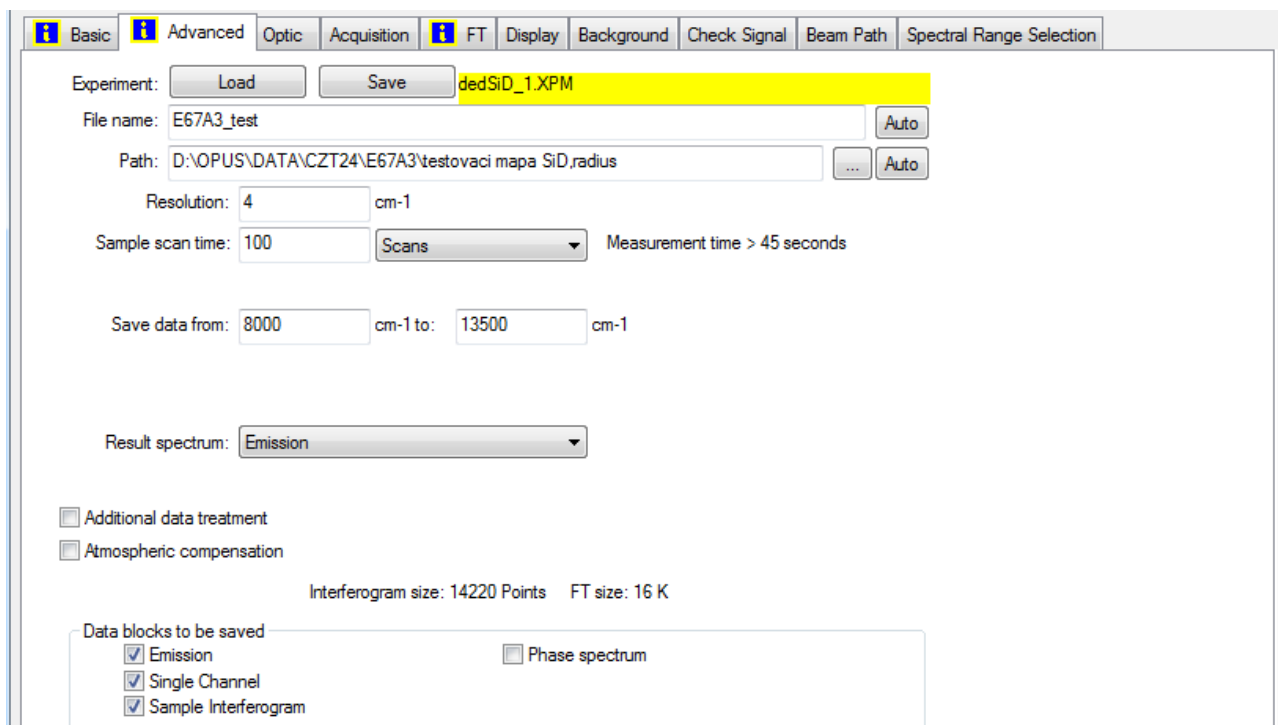 Basic Advanced Optic Acquisition FT Display Background Check Signal Beam Path Spectral Range Selection
Experiment: Load Save dedSiD_1.XPM
File name: E67A3_test Auto
Path: D:\OPUS\DATA\CZT24\E67A3\testovaci mapa SiD,radius ... Auto
Resolution: 4 cm-1
Sample scan time: 100 Scans Measurement time > 45 seconds
Save data from: 8000 cm-1 to: 13500 cm-1
Result spectrum: Emission
Additional data treatment
Atmospheric compensation
Interferogram size: 14220 Points FT size: 16 K
Data blocks to be saved
Emission Phase spectrum
Single Channel
Sample Interferogram